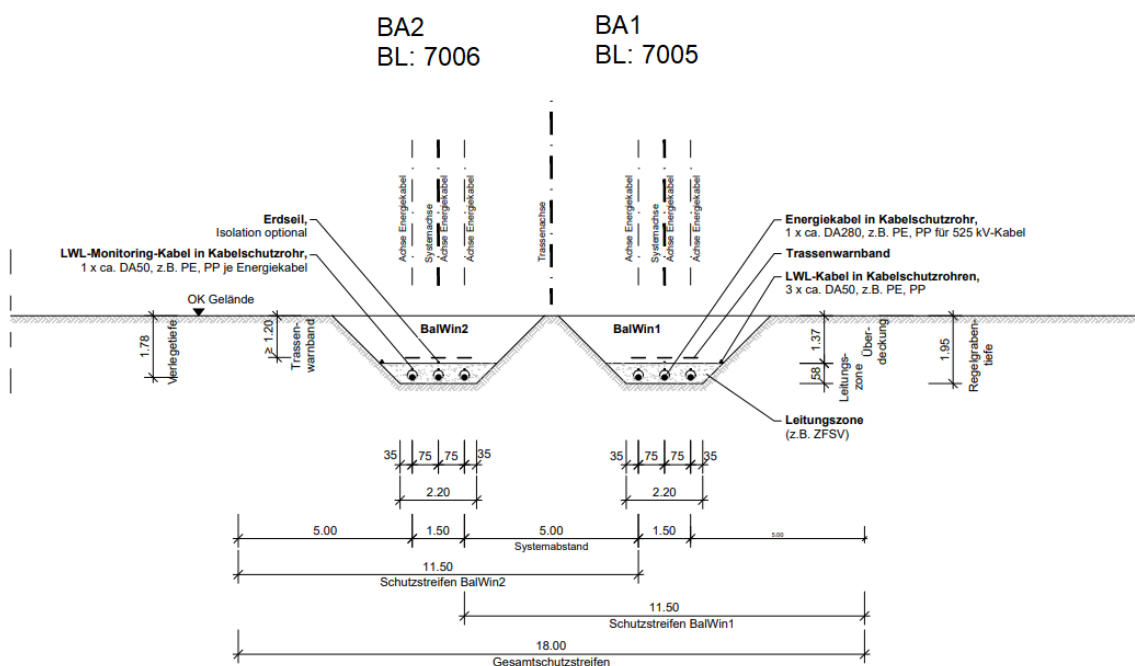 BA2
BL: 7006
BA1
BL: 7005
Achse Energiekabel
Systemachse
Achse Energiekabel
Achse Energiekabel
Trassenachse
Achse Energiekabel
Systemachse
Achse Energiekabel
Achse Energiekabel
Erdseil,
Isolation optional
LWL-Monitoring-Kabel in Kabelschutzrohr,
1 x ca. DA50, z.B. PE, PP je Energiekabel
Energiekabel in Kabelschutzrohr,
1 x ca. DA280, z.B. PE, PP für 525 kV-Kabel
Trassenwarnband
LWL-Kabel in Kabelschutzrohren,
3 x ca. DA50, z.B. PE, PP
OK Gelände
BalWin2
BalWin1
1.78
Verlegetiefe
≥ 1.20
Trassen-
warnband
1.37
Über-
deckung
58
Leitungs-
zone
1.95
Regelgraben-
tiefe
Leitungszone
(z.B. ZFSV)
35 75 75 35
35 75 75 35
2.20
2.20
5.00 1.50 5.00 1.50 5.00
Systemabstand
11.50
Schutzstreifen BalWin2
11.50
Schutzstreifen BalWin1
18.00
Gesamtschutzstreifen